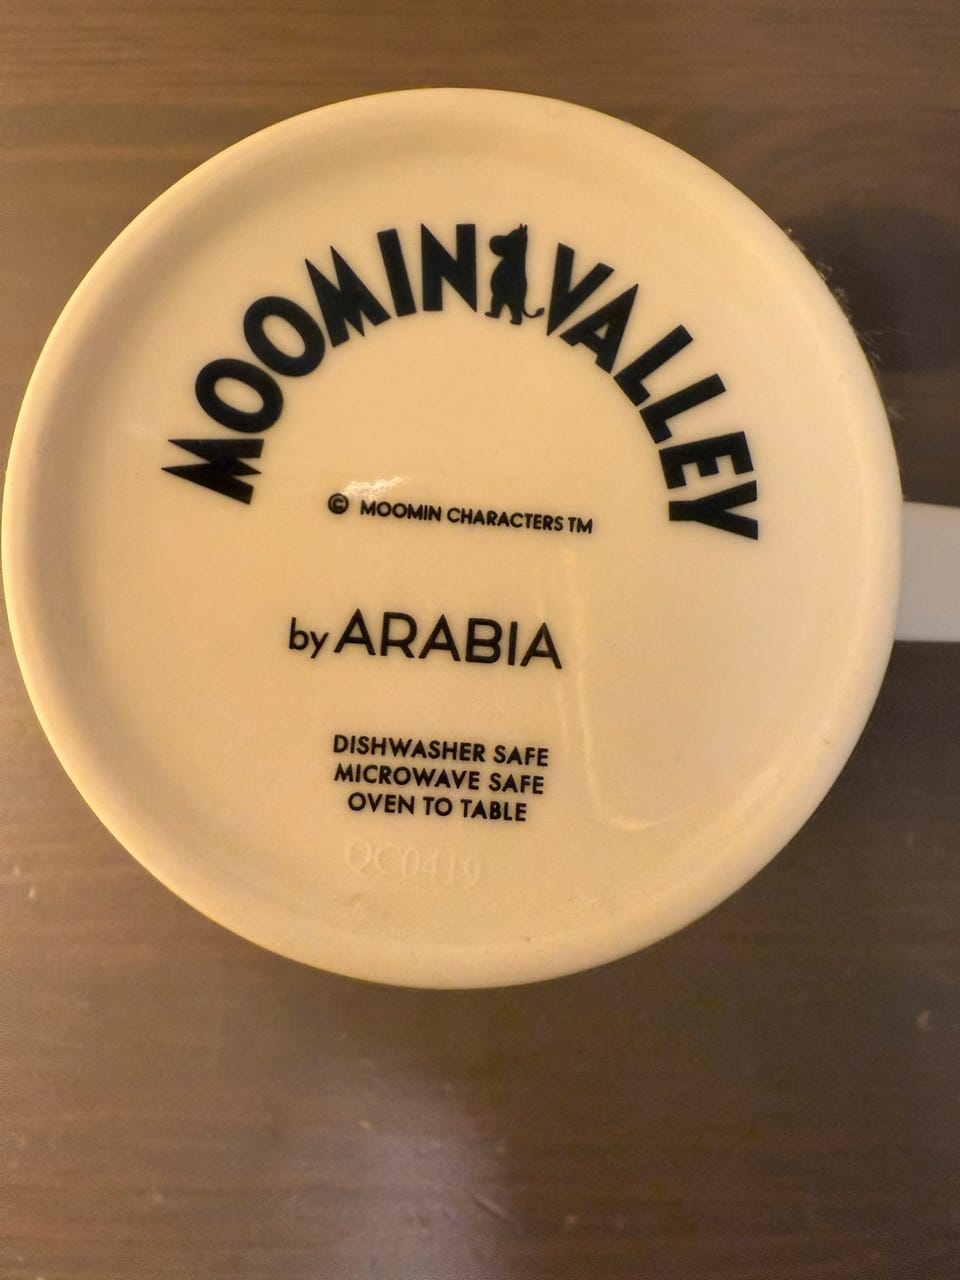 MOOMINVALLEY
© MOOMIN CHARACTERS TM
by ARABIA
DISHWASHER SAFE
MICROWAVE SAFE
OVEN TO TABLE
QC0419